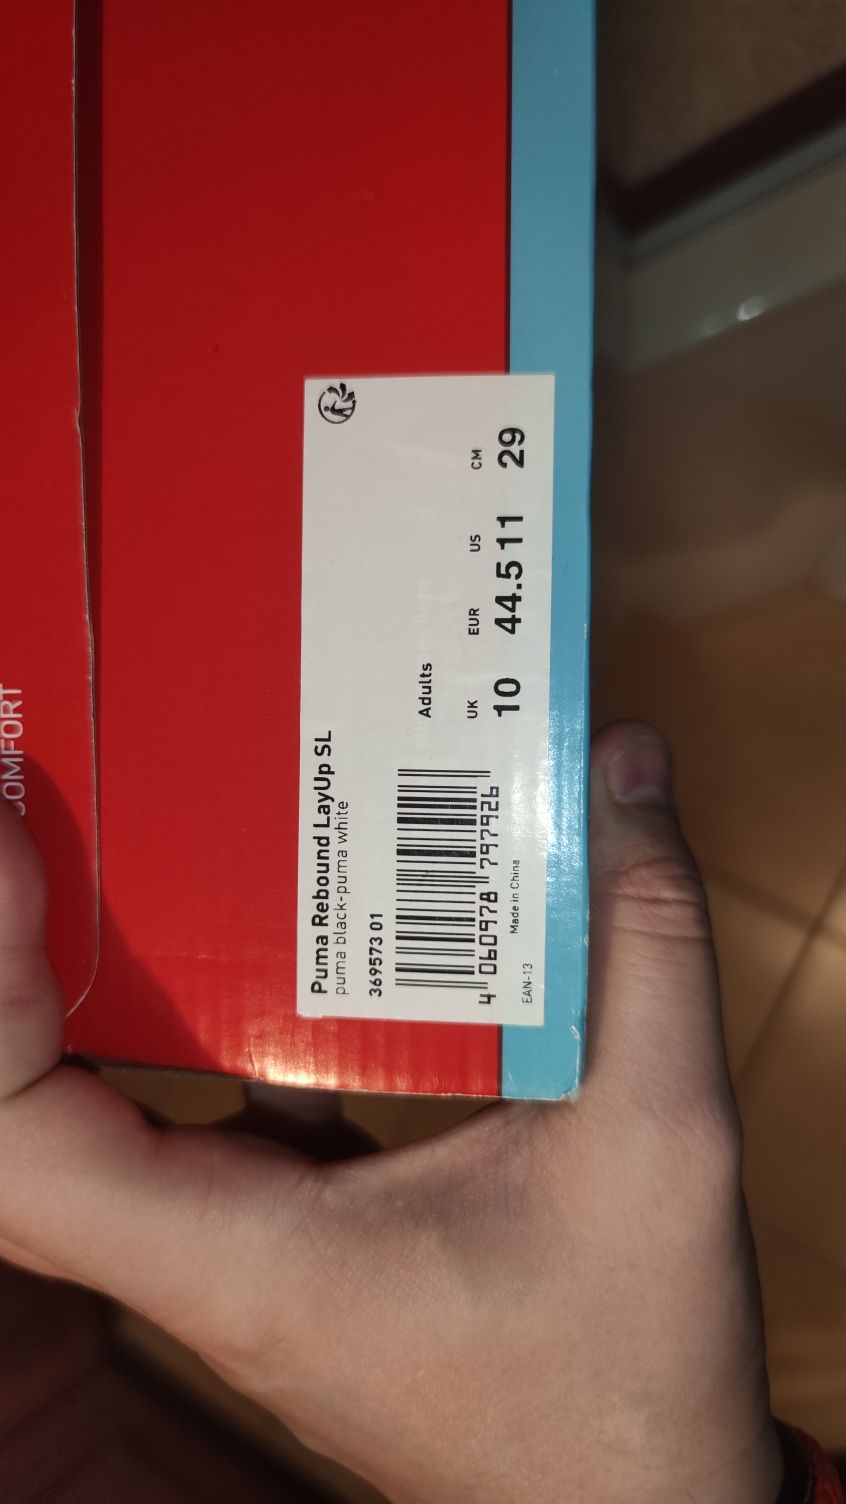 OMFORT
Puma Rebound LayUp SL
puma black-puma white
369573 01
Adults
UK EUR US CM
10 44.5 11 29
4 060978 797926
EAN-13 Made in China